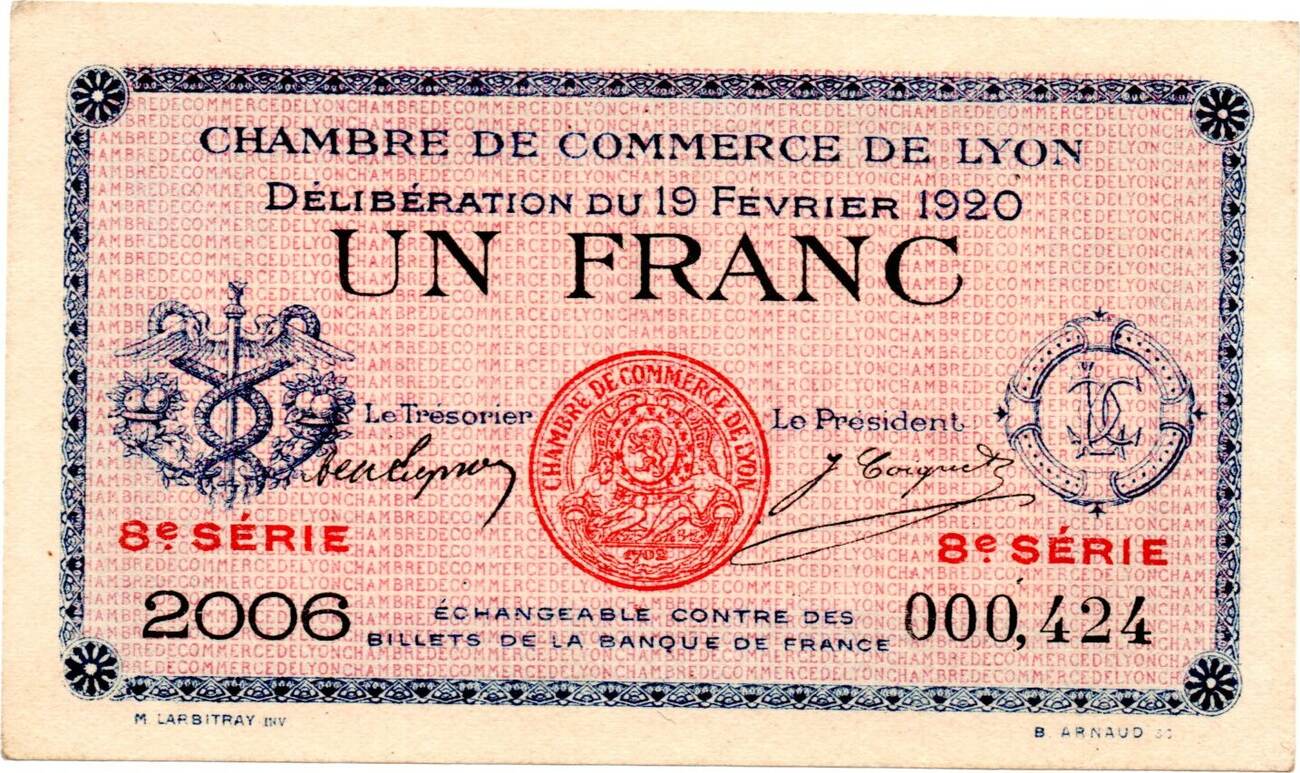 CHAMBRE DE COMMERCE DE LYON
DÉLIBÉRATION DU 19 FÉVRIER 1920
UN FRANC
Le Trésorier
CHAMBRE DE COMMERCE DE LYON
1702
Le Président
J Coignet
8e SÉRIE
8e SÉRIE
2006
ÉCHANGEABLE CONTRE DES
BILLETS DE LA BANQUE DE FRANCE
000,424
M. LARBITRAY INV
B. ARNAUD